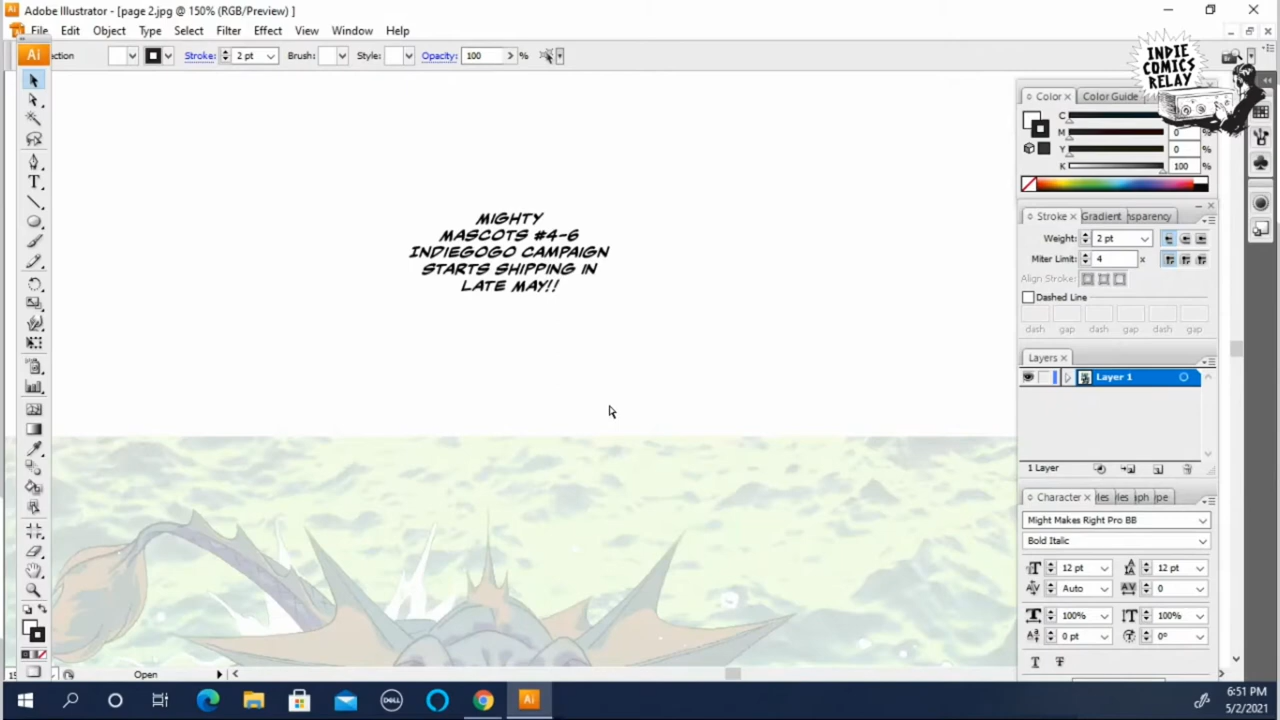 Adobe Illustrator - [page 2.jpg @ 150% (RGB/Preview) ]
File Edit Object Type Select Filter Effect View Window Help
ction Stroke: 2 pt Brush: Style: Opacity: 100 %
INDIE
COMICS
RELAY
Color Color Guide
C
M 0 %
Y 0 %
K 100 %
Stroke Gradient nsparency
Weight: 2 pt
Miter Limit: 4 x
Align Stroke:
Dashed Line
dash gap dash gap dash gap
Layers
Layer 1
1 Layer
Character
Might Makes Right Pro BB
Bold Italic
12 pt 12 pt
Auto 0
100% 100%
0 pt 0°
MIGHTY
MASCOTS #4-6
INDIEGOGO CAMPAIGN
STARTS SHIPPING IN
LATE MAY!!
Open
DELL
Ai
6:51 PM
5/2/2021